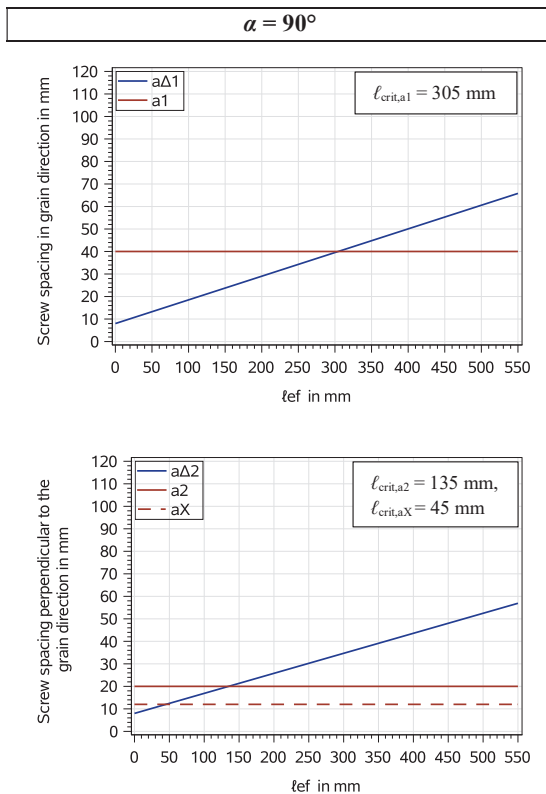 α = 90°
Screw spacing in grain direction in mm
120
110
100
90
80
70
60
50
40
30
20
10
0
aΔ1
a1
ℓcrit,a1 = 305 mm
0 50 100 150 200 250 300 350 400 450 500 550
ℓef in mm
Screw spacing perpendicular to the
grain direction in mm
120
110
100
90
80
70
60
50
40
30
20
10
0
aΔ2
a2
aX
ℓcrit,a2 = 135 mm,
ℓcrit,aX = 45 mm
0 50 100 150 200 250 300 350 400 450 500 550
ℓef in mm